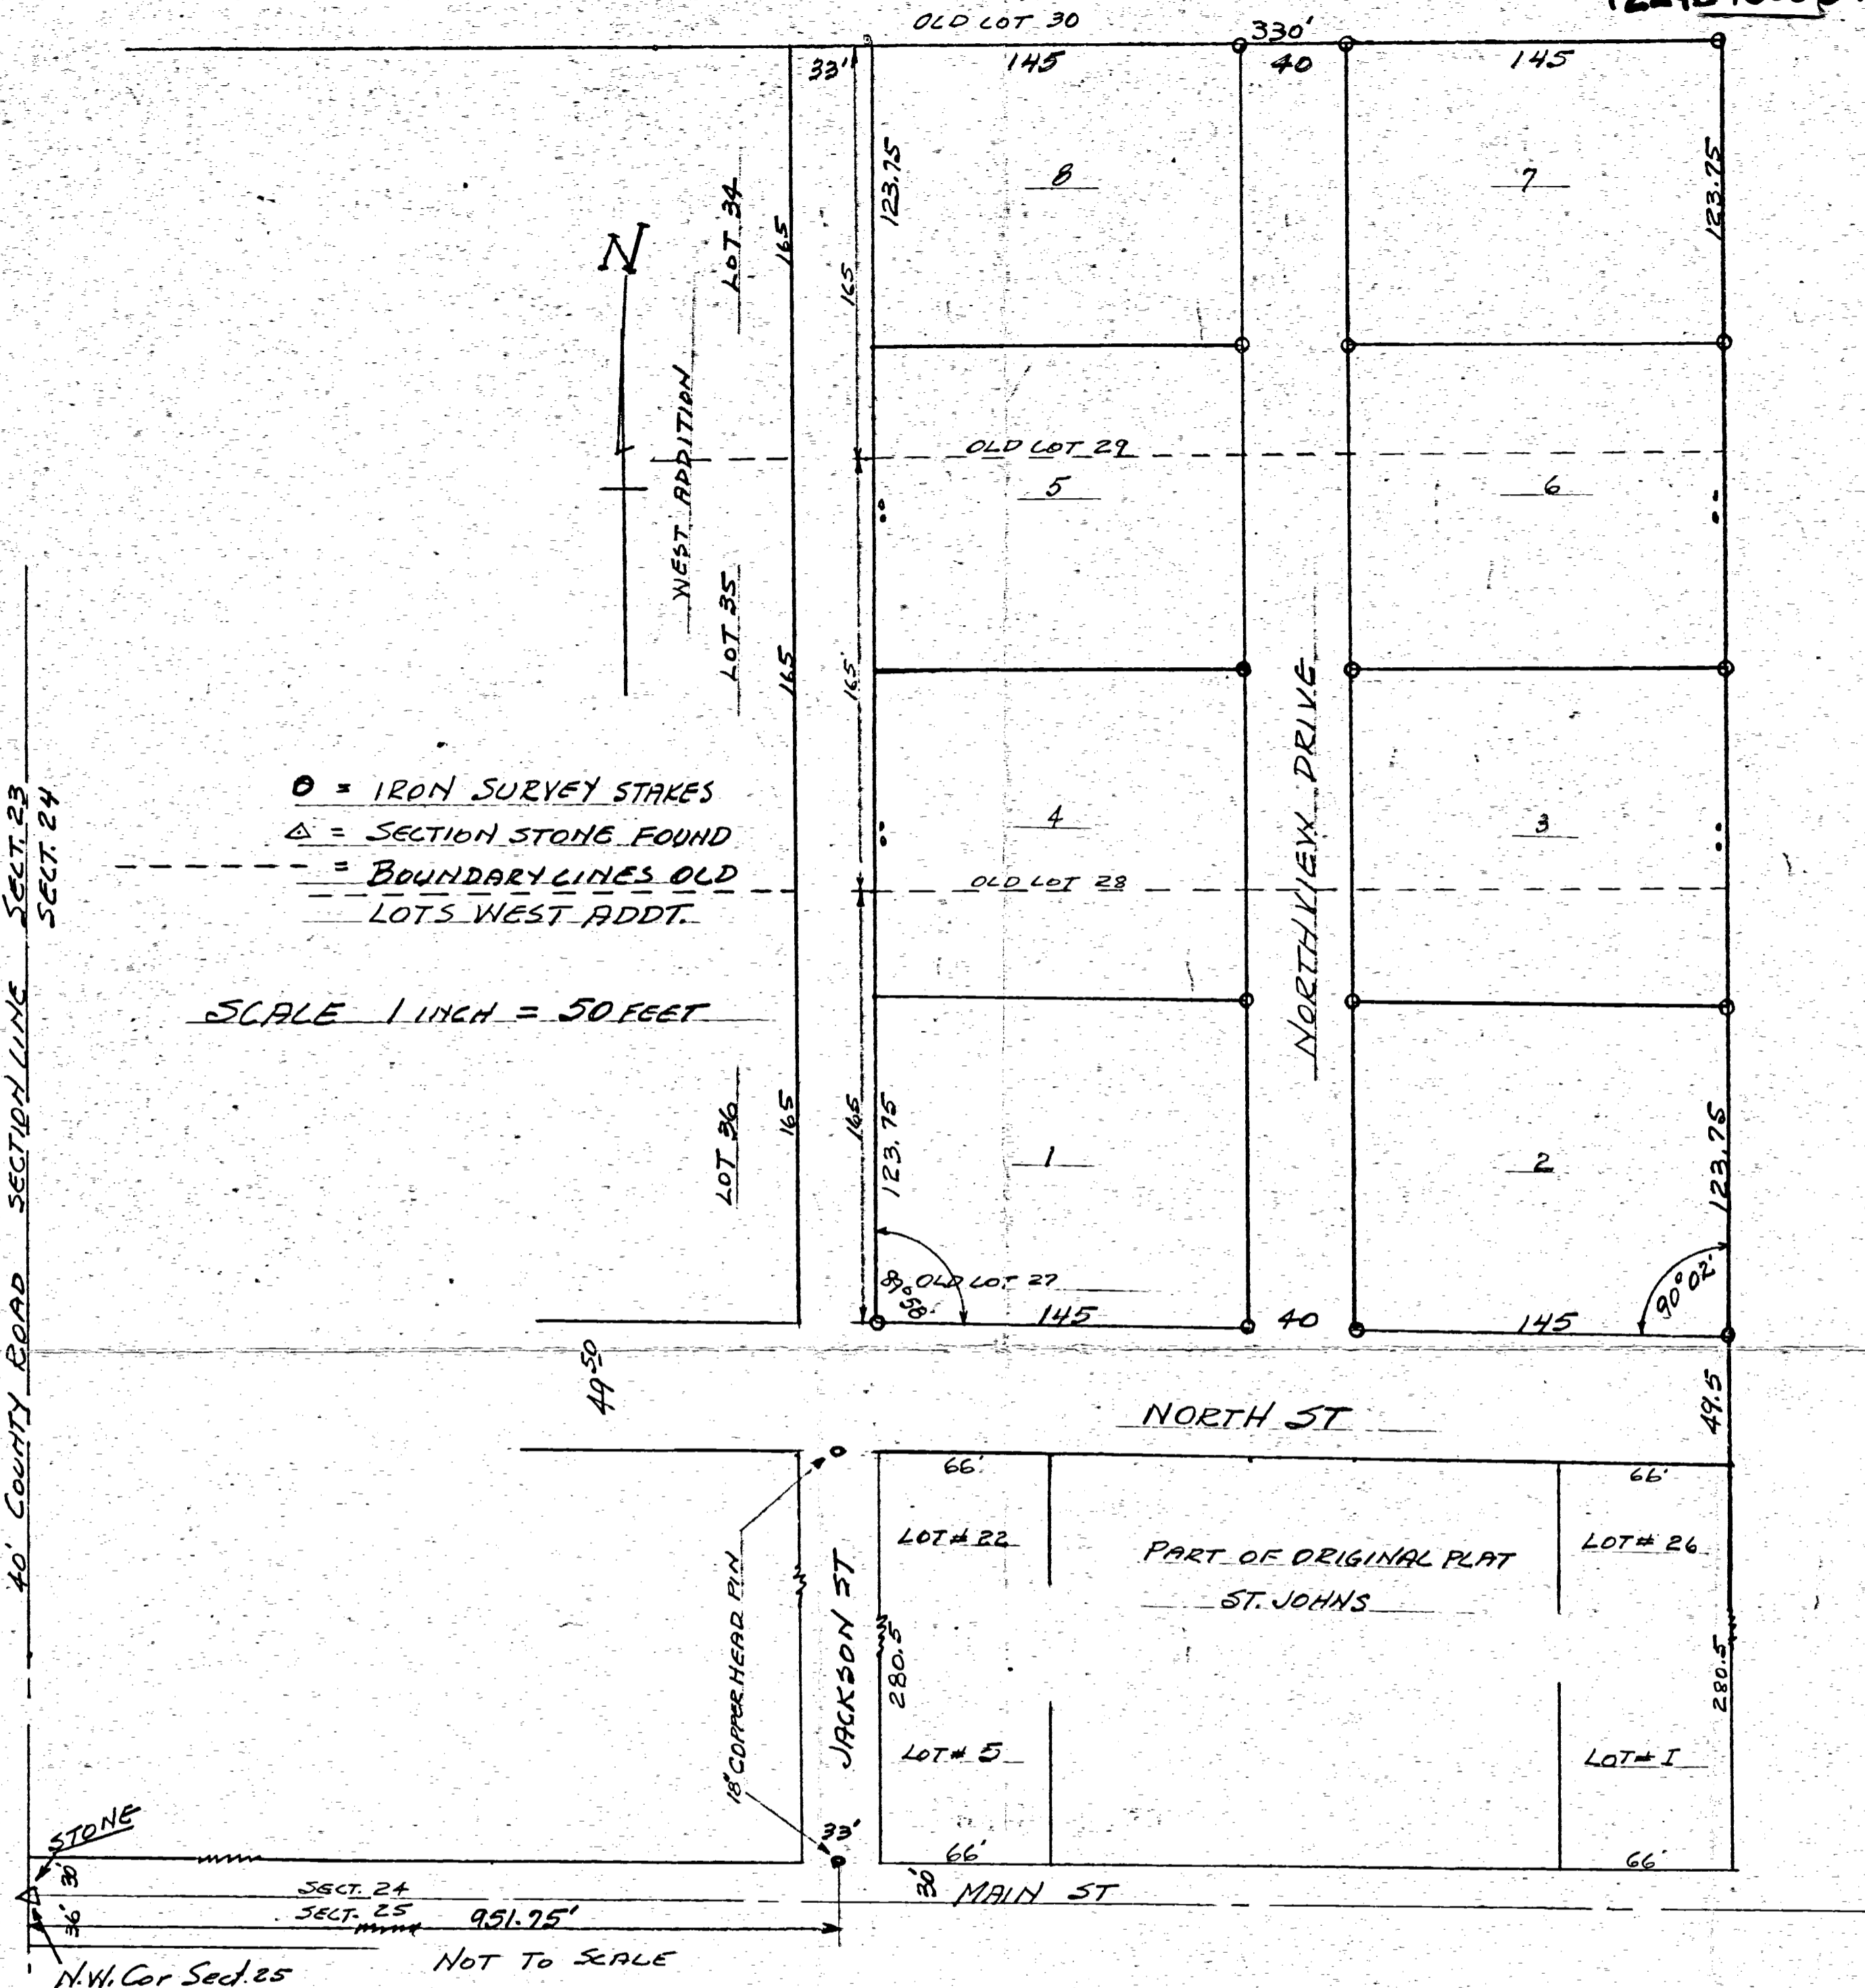 OLD LOT 30
330'
33'
145
40
145
123.75
8
7
123.75
N
LOT 34
165
165
WEST ADDITION
OLD LOT 29
5
6
LOT 35
165
165'
NORTHVIEW DRIVE
= IRON SURVEY STAKES
= SECTION STONE FOUND
= BOUNDARY LINES OLD
LOTS WEST ADDT.
4
3
OLD LOT 28
SCALE 1 INCH = 50 FEET
40' COUNTY ROAD SECTION LINE SECT. 23
SECT. 24
LOT 36
165
165
123.75
1
2
123.75
89° 58'
OLD LOT 27
90° 02'
145
40
145
49.50
NORTH ST
49.5
66'
66'
LOT # 22
PART OF ORIGINAL PLAT
ST. JOHNS
LOT # 26
18" COPPERHEAD PIN
JACKSON ST
280.5
280.5
LOT # 5
LOT # I
STONE
33'
66'
66'
30'
30'
MAIN ST
SECT. 24
SECT. 25
951.75'
36'
NOT TO SCALE
N.W. Cor Sect. 25